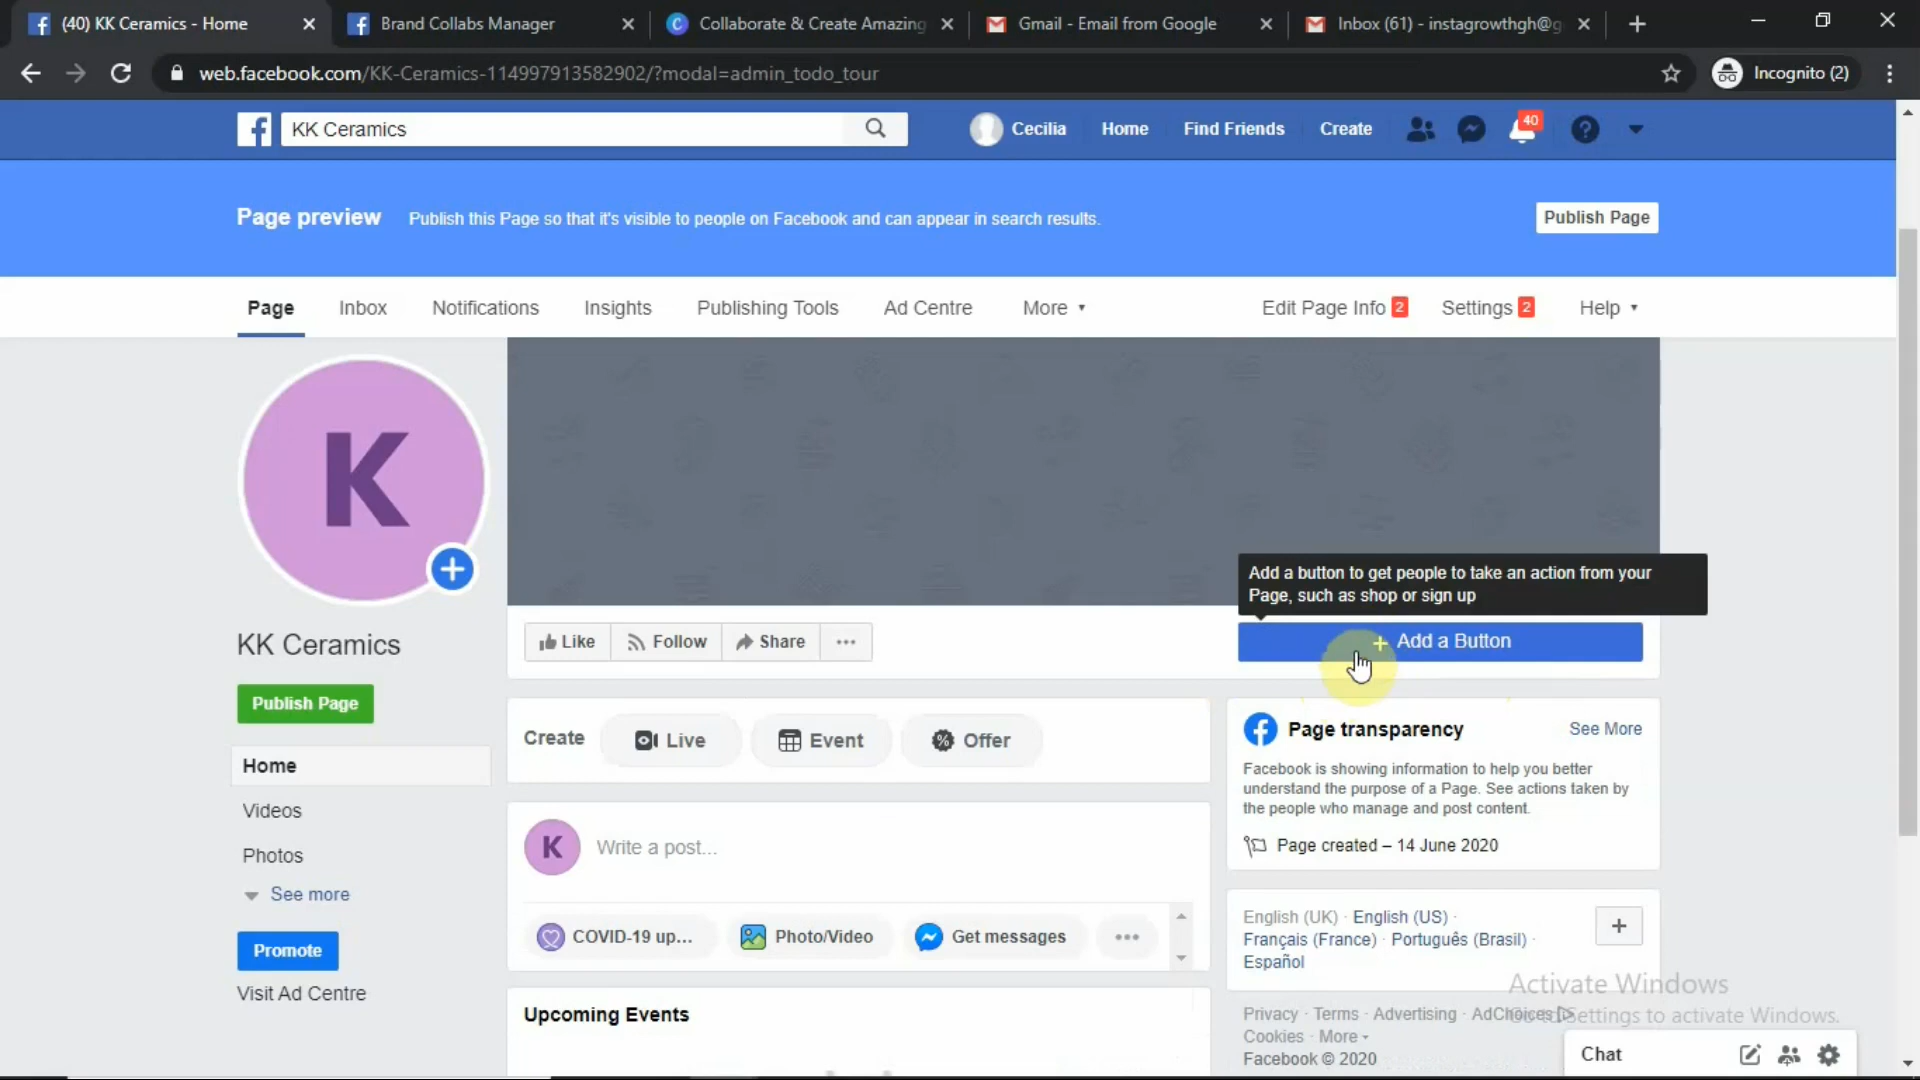 (40) KK Ceramics - Home
Brand Collabs Manager
Collaborate & Create Amazing
Gmail - Email from Google
Inbox (61) - instagrowthgh@g
web.facebook.com/KK-Ceramics-114997913582902/?modal=admin_todo_tour
Incognito (2)
KK Ceramics
Cecilia
Home
Find Friends
Create
40
Page preview
Publish this Page so that it's visible to people on Facebook and can appear in search results.
Publish Page
Page
Inbox
Notifications
Insights
Publishing Tools
Ad Centre
More
Edit Page Info 2
Settings 2
Help
K
Add a button to get people to take an action from your
Page, such as shop or sign up
Like
Follow
Share
+ Add a Button
KK Ceramics
Publish Page
Home
Videos
Photos
See more
Promote
Visit Ad Centre
Create
Live
Event
Offer
K
Write a post...
COVID-19 up...
Photo/Video
Get messages
Upcoming Events
Page transparency
See More
Facebook is showing information to help you better
understand the purpose of a Page. See actions taken by
the people who manage and post content.
Page created – 14 June 2020
English (UK) · English (US) ·
Français (France) · Português (Brasil) ·
Español
Privacy · Terms · Advertising · AdChoices
Cookies · More
Facebook © 2020
Activate Windows
Go to Settings to activate Windows.
Chat